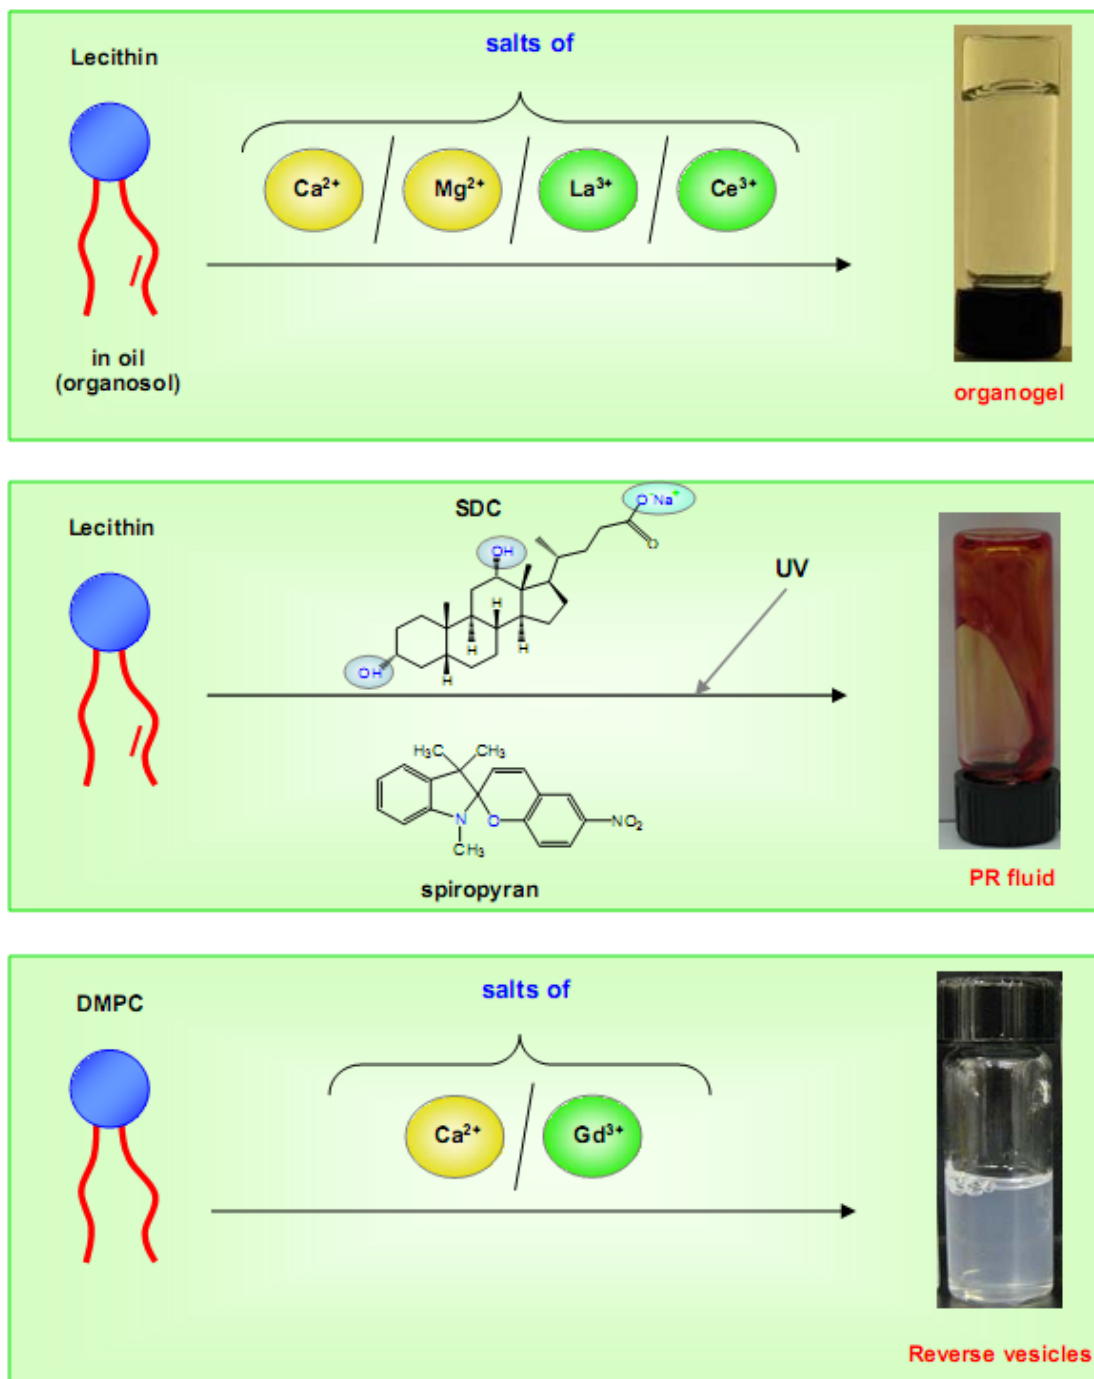 Lecithin
salts of
Ca²⁺
Mg²⁺
La³⁺
Ce³⁺
in oil
(organosol)
organogel
Lecithin
SDC
O⁻Na⁺
O
OH
UV
H
H
H
OH
H
H₃C
CH₃
N
O
NO₂
CH₃
spiropyran
PR fluid
DMPC
salts of
Ca²⁺
Gd³⁺
Reverse vesicles